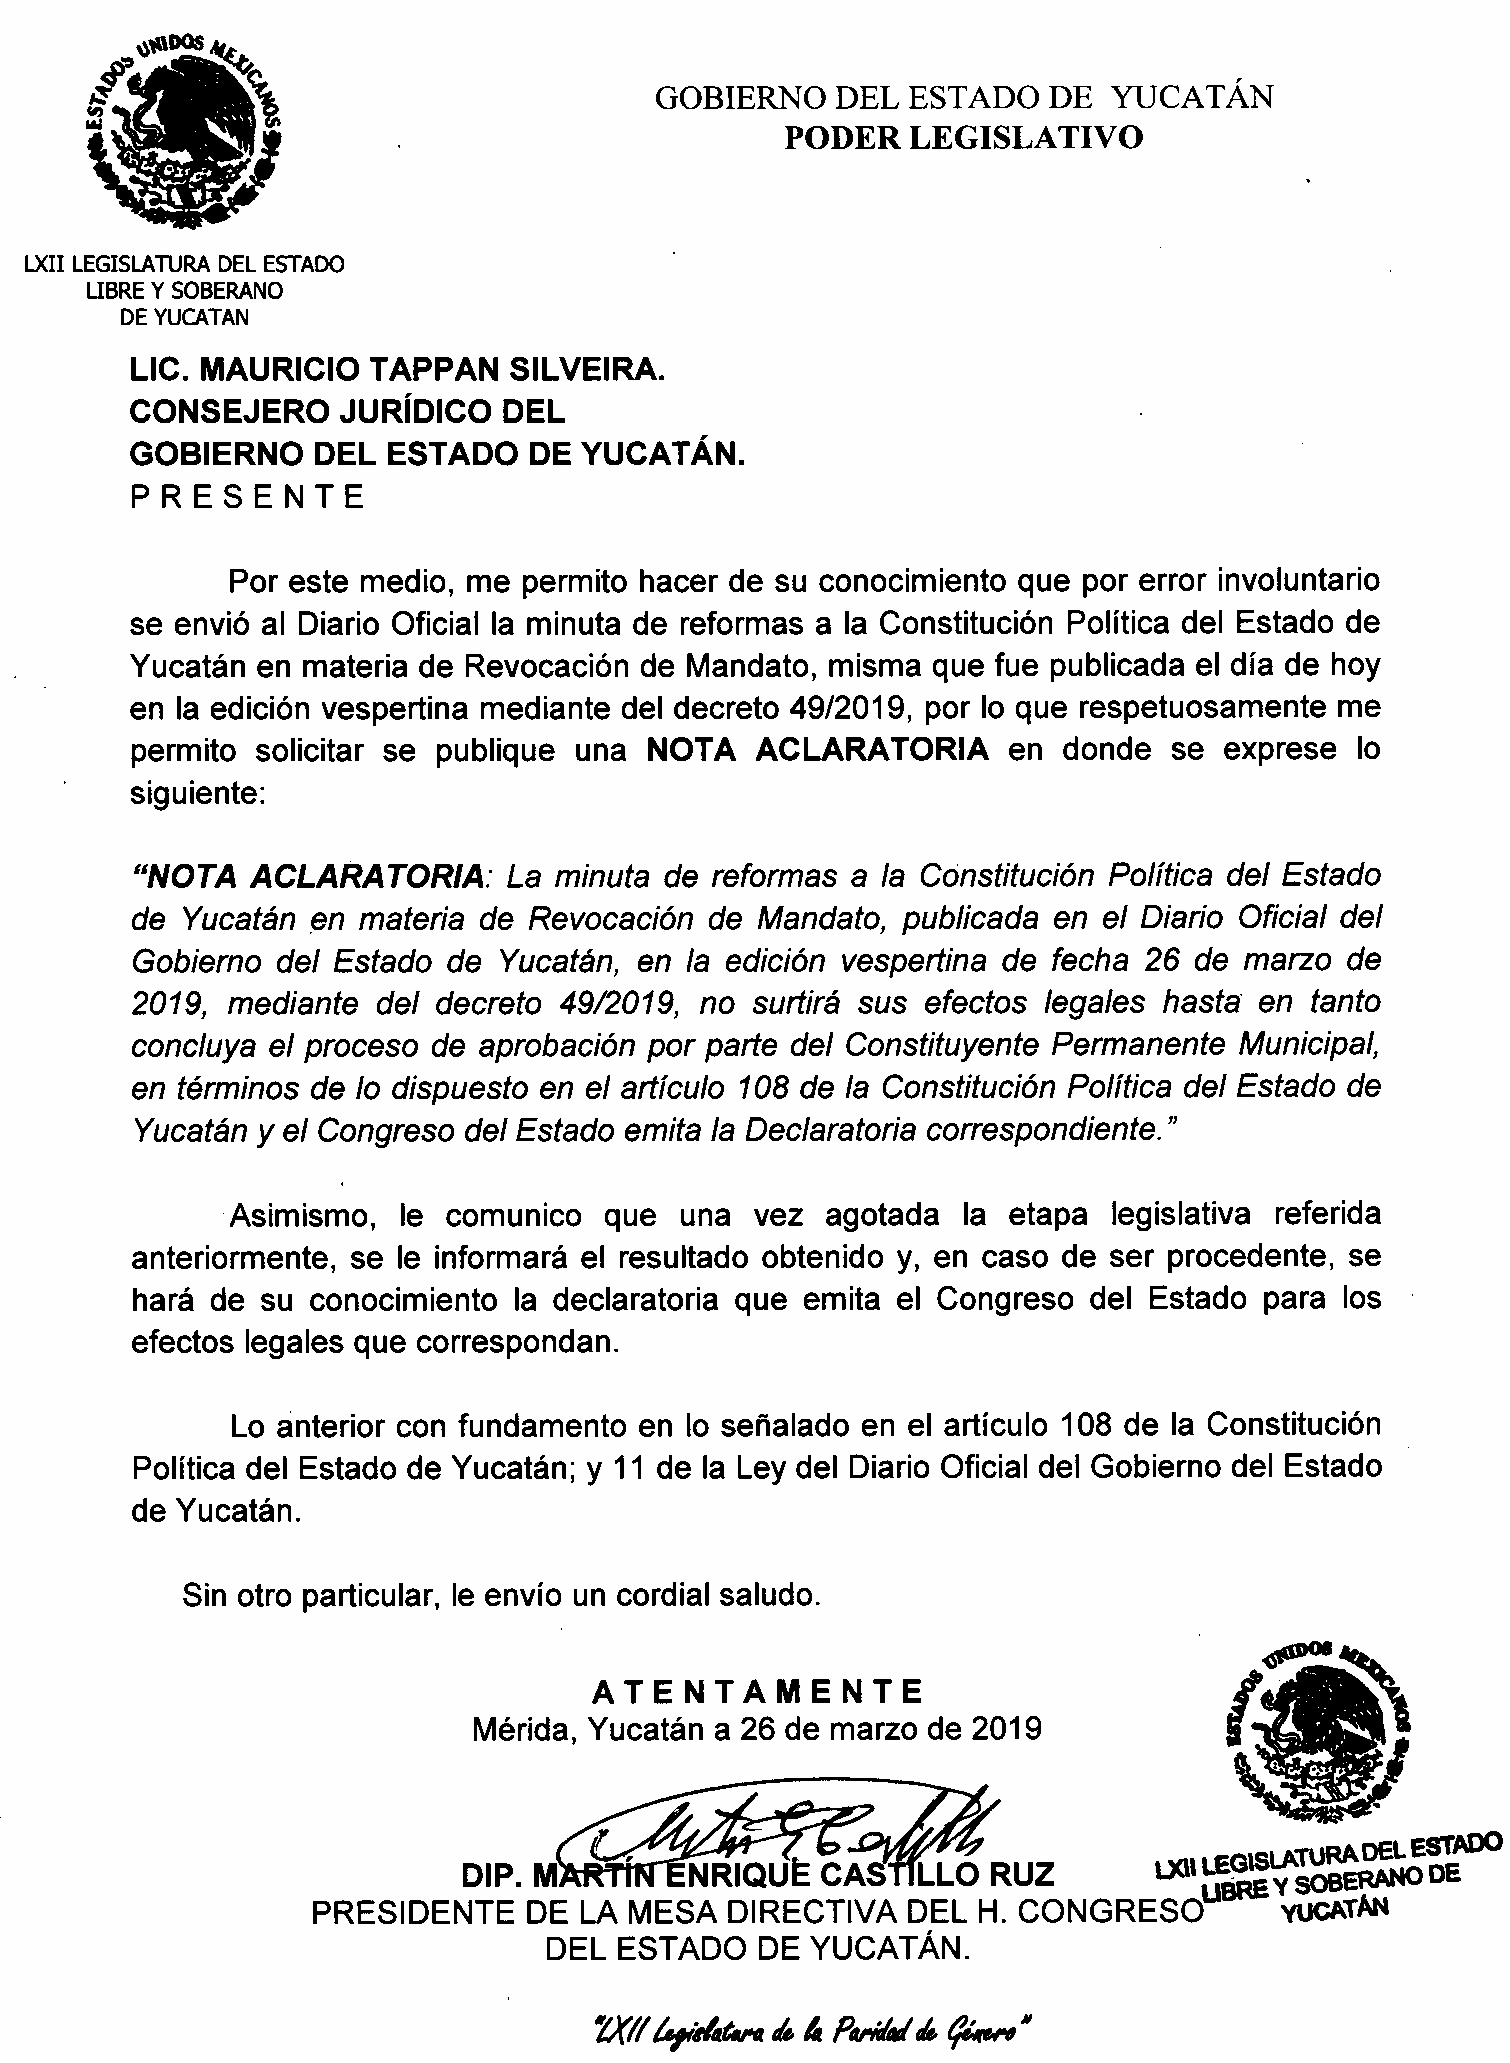 ESTADOS UNIDOS MEXICANOS
GOBIERNO DEL ESTADO DE YUCATÁN
PODER LEGISLATIVO
LXII LEGISLATURA DEL ESTADO
LIBRE Y SOBERANO
DE YUCATAN
LIC. MAURICIO TAPPAN SILVEIRA.
CONSEJERO JURÍDICO DEL
GOBIERNO DEL ESTADO DE YUCATÁN.
P R E S E N T E
Por este medio, me permito hacer de su conocimiento que por error involuntario
se envió al Diario Oficial la minuta de reformas a la Constitución Política del Estado de
Yucatán en materia de Revocación de Mandato, misma que fue publicada el día de hoy
en la edición vespertina mediante del decreto 49/2019, por lo que respetuosamente me
permito solicitar se publique una NOTA ACLARATORIA en donde se exprese lo
siguiente:
“NOTA ACLARATORIA: La minuta de reformas a la Constitución Política del Estado
de Yucatán en materia de Revocación de Mandato, publicada en el Diario Oficial del
Gobierno del Estado de Yucatán, en la edición vespertina de fecha 26 de marzo de
2019, mediante del decreto 49/2019, no surtirá sus efectos legales hasta en tanto
concluya el proceso de aprobación por parte del Constituyente Permanente Municipal,
en términos de lo dispuesto en el artículo 108 de la Constitución Política del Estado de
Yucatán y el Congreso del Estado emita la Declaratoria correspondiente.”
Asimismo, le comunico que una vez agotada la etapa legislativa referida
anteriormente, se le informará el resultado obtenido y, en caso de ser procedente, se
hará de su conocimiento la declaratoria que emita el Congreso del Estado para los
efectos legales que correspondan.
Lo anterior con fundamento en lo señalado en el artículo 108 de la Constitución
Política del Estado de Yucatán; y 11 de la Ley del Diario Oficial del Gobierno del Estado
de Yucatán.
Sin otro particular, le envío un cordial saludo.
A T E N T A M E N T E
Mérida, Yucatán a 26 de marzo de 2019
ESTADOS UNIDOS MEXICANOS
DIP. MARTÍN ENRIQUE CASTILLO RUZ
PRESIDENTE DE LA MESA DIRECTIVA DEL H. CONGRESO
DEL ESTADO DE YUCATÁN.
LXII LEGISLATURA DEL ESTADO
LIBRE Y SOBERANO DE
YUCATÁN
“LXII Legislatura de la Paridad de Género”